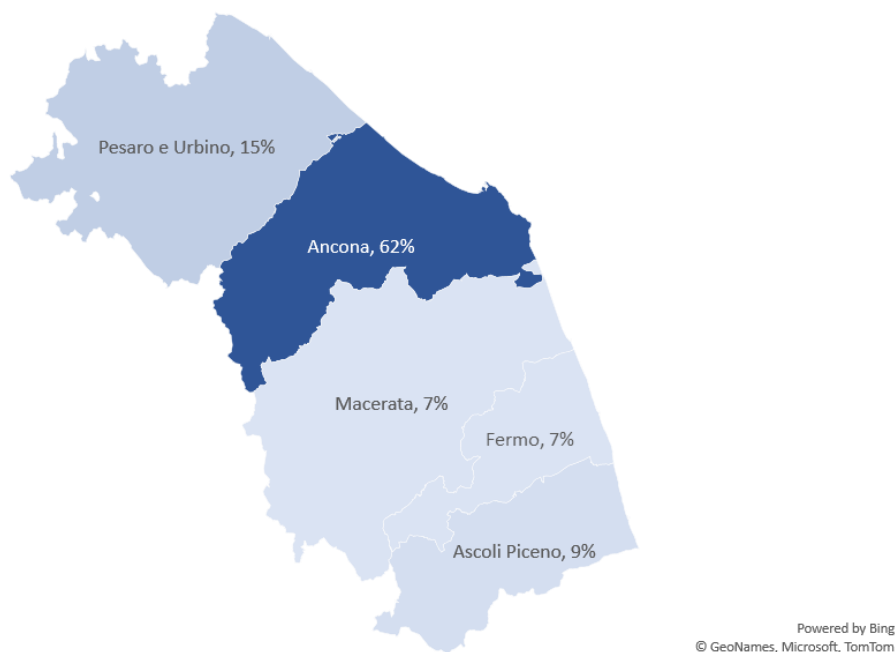 Pesaro e Urbino, 15%
Ancona, 62%
Macerata, 7%
Fermo, 7%
Ascoli Piceno, 9%
Powered by Bing
© GeoNames, Microsoft, TomTom